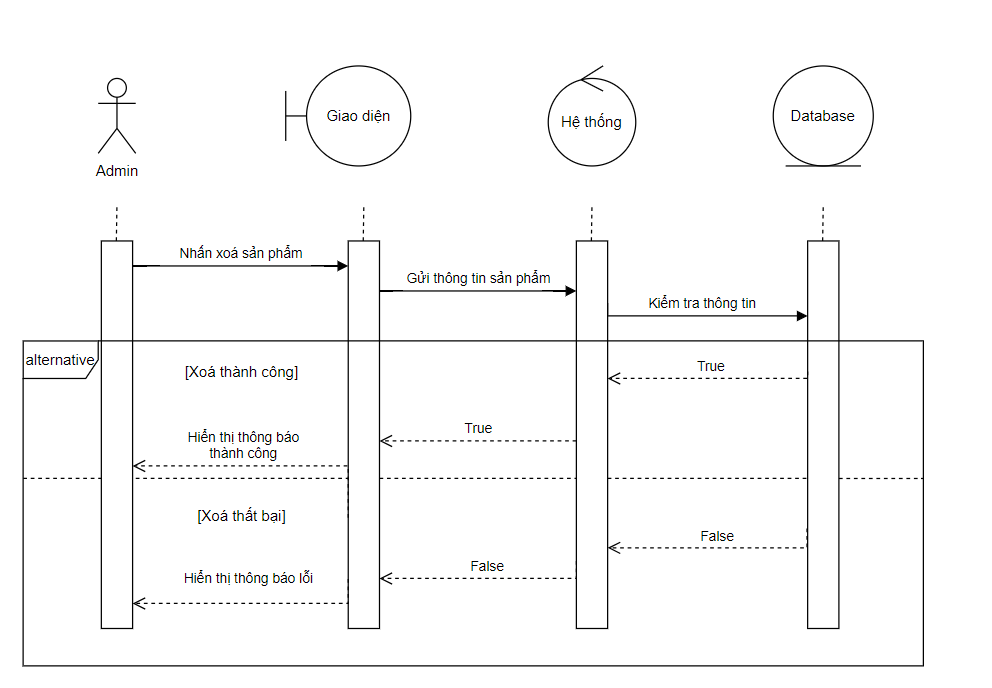 Giao diện
Hệ thống
Database
Admin
Nhấn xoá sản phẩm
Gửi thông tin sản phẩm
Kiểm tra thông tin
alternative
[Xoá thành công]
True
True
Hiển thị thông báo
thành công
[Xoá thất bại]
False
False
Hiển thị thông báo lỗi